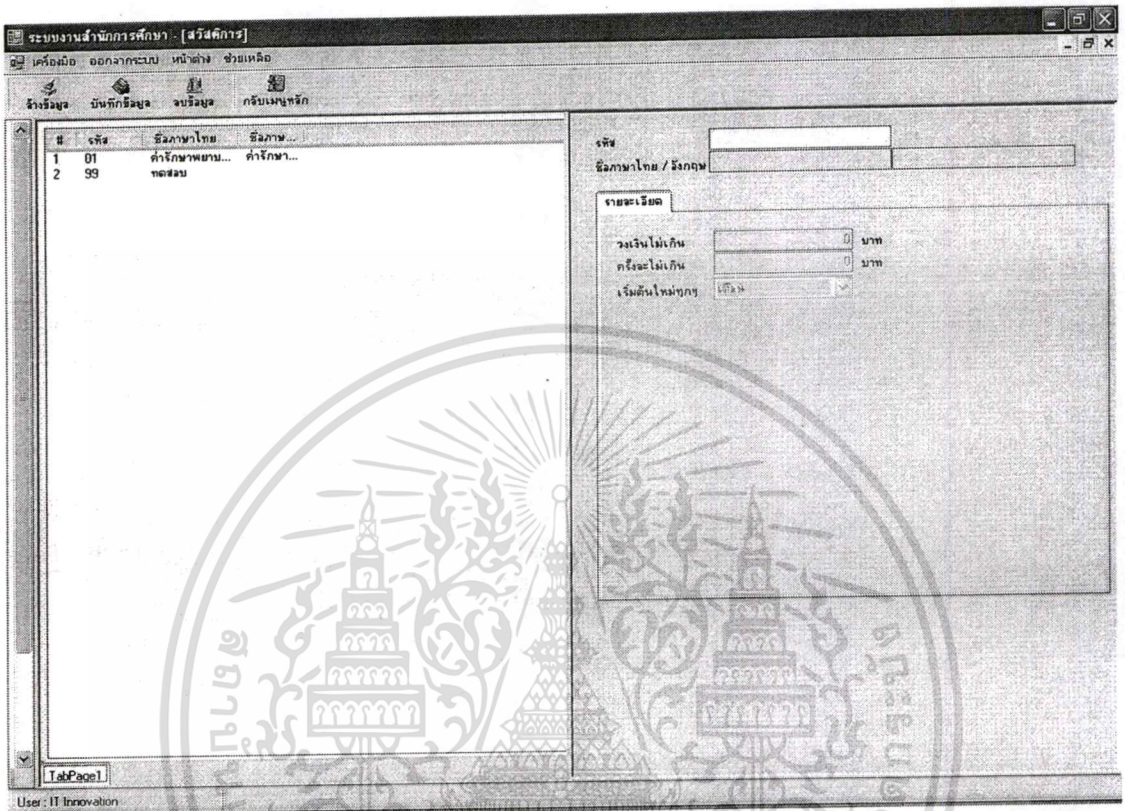 ระบบงานสำนักการศึกษา - [สวัสดิการ]
เครื่องมือ ออกจากระบบ หน้าต่าง ช่วยเหลือ
ล้างข้อมูล บันทึกข้อมูล ลบข้อมูล กลับเมนูหลัก
# รหัส ชื่อภาษาไทย ชื่อภาษ...
1 01 ค่ารักษาพยาบ... ค่ารักษา...
2 99 ทดสอบ
รหัส
ชื่อภาษาไทย / อังกฤษ
รายละเอียด
วงเงินไม่เกิน 0 บาท
ครั้งละไม่เกิน 0 บาท
เริ่มต้นใหม่ทุกๆ เดือน
TabPage1
User : IT Innovation